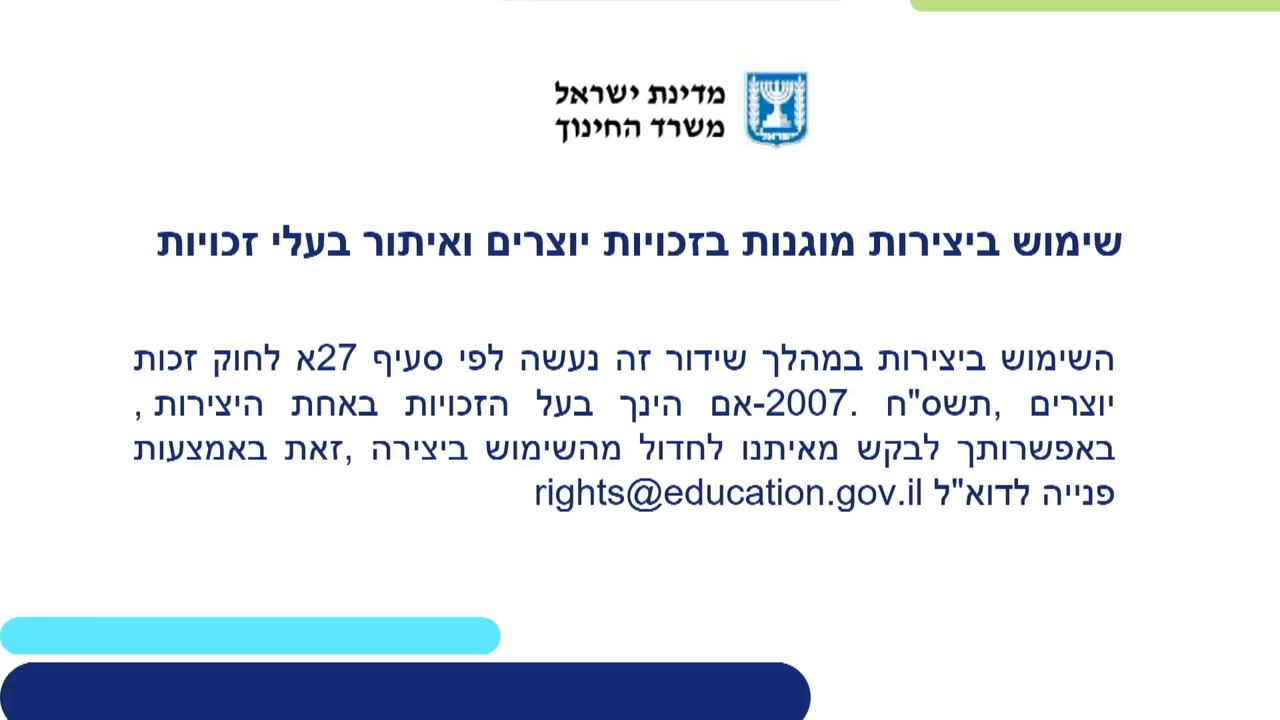 מדינת ישראל
משרד החינוך
ישראל
שימוש ביצירות מוגנות בזכויות יוצרים ואיתור בעלי זכויות
השימוש ביצירות במהלך שידור זה נעשה לפי סעיף 27א לחוק זכות
יוצרים ,תשס"ח .2007-אם הינך בעל הזכויות באחת היצירות ,
באפשרותך לבקש מאיתנו לחדול מהשימוש ביצירה ,זאת באמצעות
פנייה לדוא"ל rights@education.gov.il